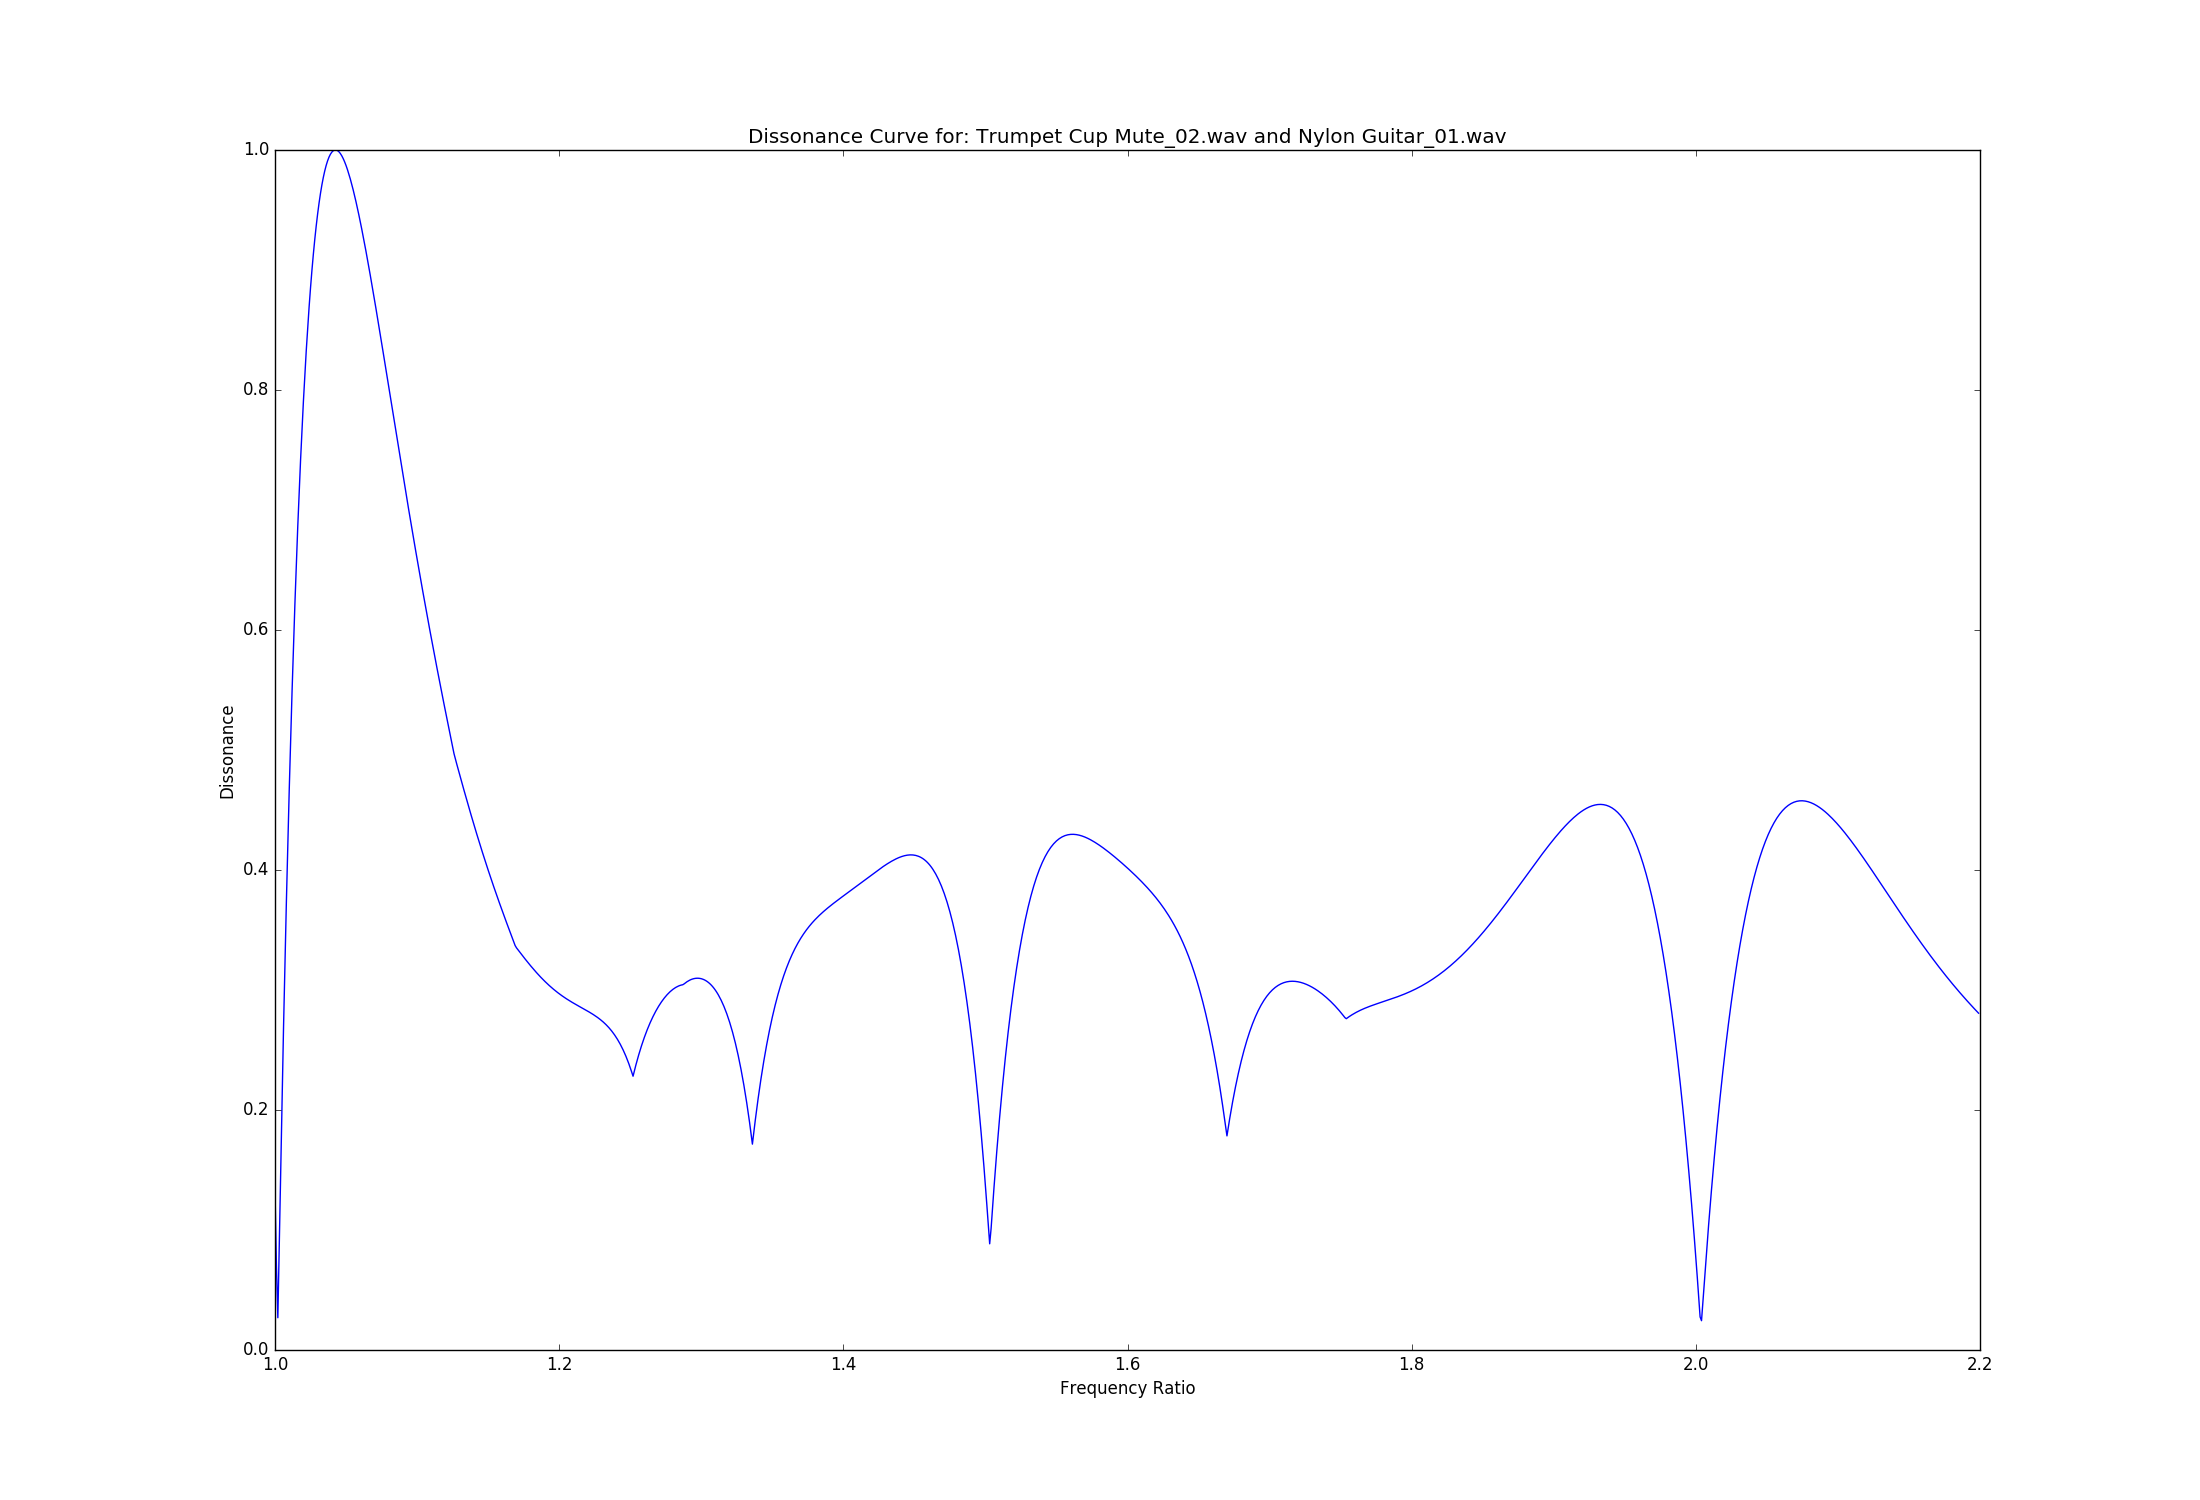 Dissonance Curve for: Trumpet Cup Mute_02.wav and Nylon Guitar_01.wav
1.0
0.8
0.6
0.4
0.2
0.0
Dissonance
1.0 1.2 1.4 1.6 1.8 2.0 2.2
Frequency Ratio